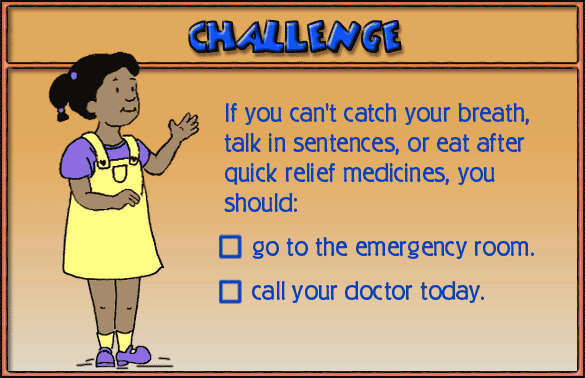 CHALLENGE
If you can't catch your breath,
talk in sentences, or eat after
quick relief medicines, you
should:
go to the emergency room.
call your doctor today.